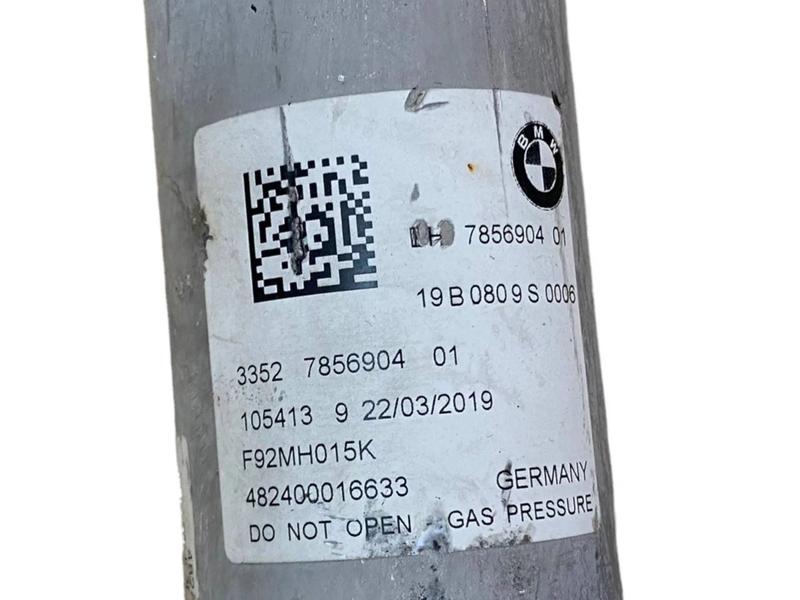 BMW
H 7856904 01
19 B 0809 S 0006
3352 7856904 01
105413 9 22/03/2019
F92MH015K
482400016633
GERMANY
DO NOT OPEN - GAS PRESSURE